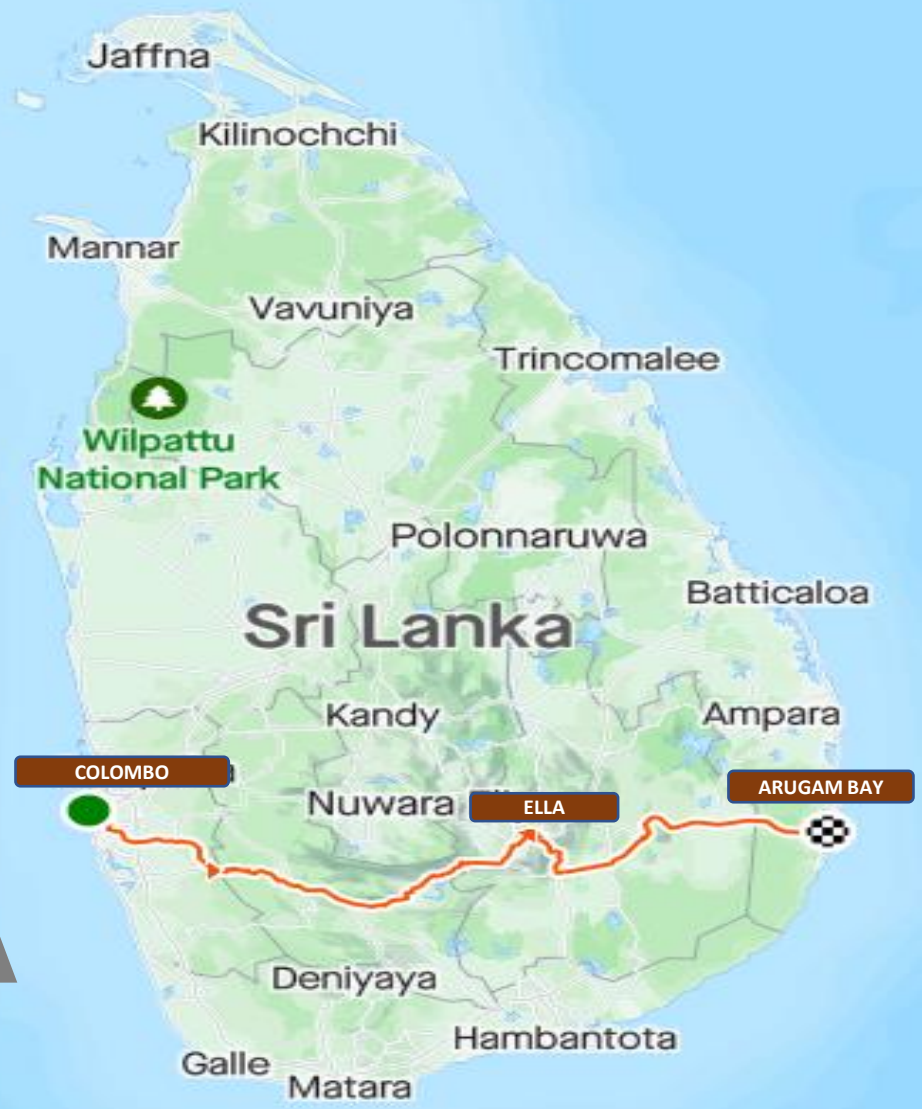 Jaffna
Kilinochchi
Mannar
Vavuniya
Trincomalee
Wilpattu
National Park
Polonnaruwa
Batticaloa
Sri Lanka
Kandy
Ampara
COLOMBO
ARUGAM BAY
Nuwara
ELLA
Deniyaya
Hambantota
Galle
Matara